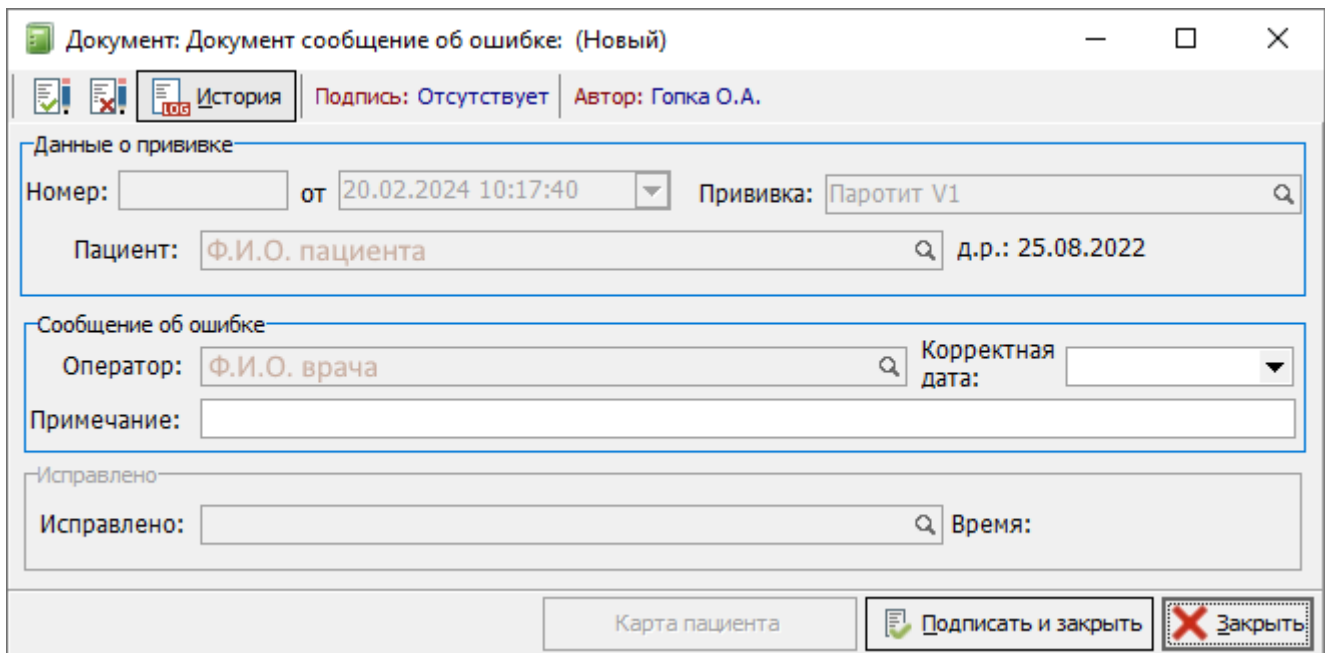 Документ: Документ сообщение об ошибке: (Новый)
LOG История Подпись: Отсутствует Автор: Гопка О.А.
Данные о прививке
Номер: от 20.02.2024 10:17:40 Прививка: Паротит V1
Пациент: Ф.И.О. пациента д.р.: 25.08.2022
Сообщение об ошибке
Оператор: Ф.И.О. врача Корректная дата:
Примечание:
Исправлено
Исправлено: Время:
Карта пациента Подписать и закрыть Закрыть